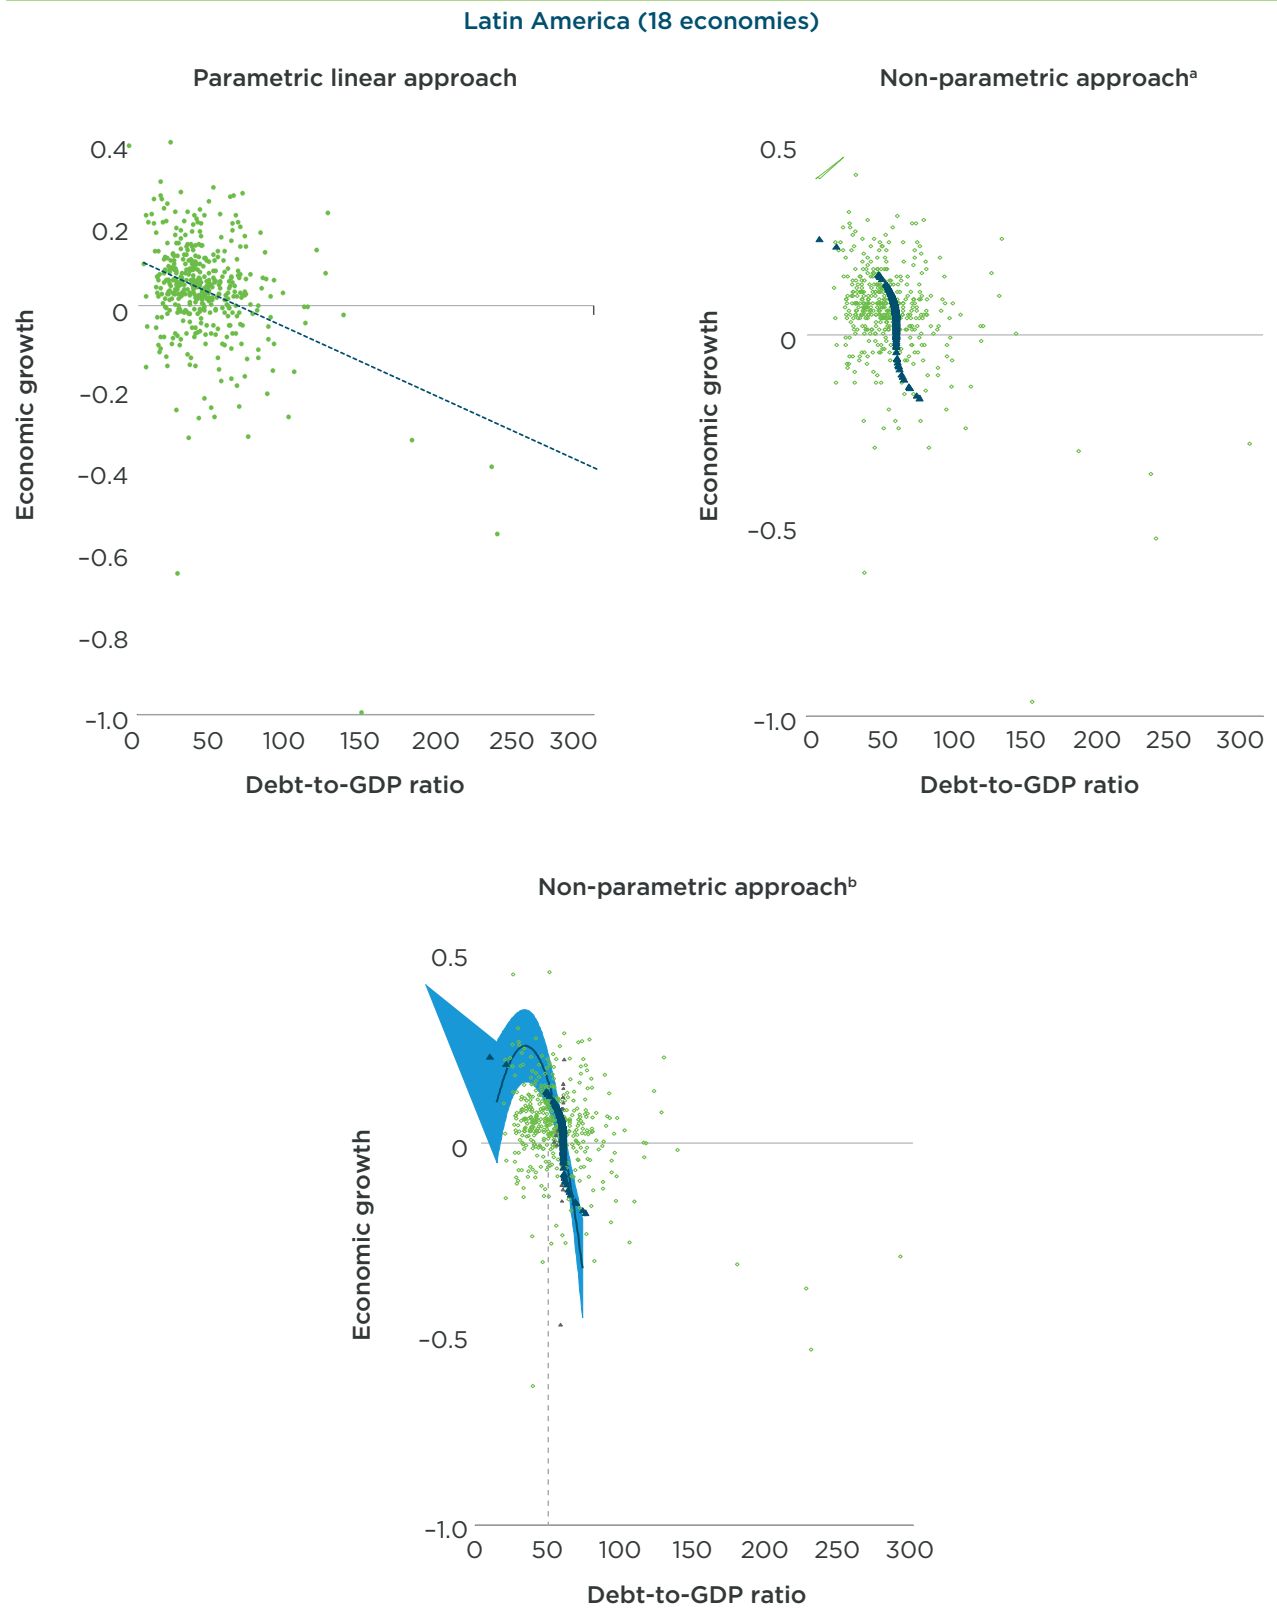 Latin America (18 economies)
Parametric linear approach
Economic growth
0.4
0.2
0
–0.2
–0.4
–0.6
–0.8
–1.0
0 50 100 150 200 250 300
Debt-to-GDP ratio
Non-parametric approachᵃ
Economic growth
0.5
0
–0.5
–1.0
0 50 100 150 200 250 300
Debt-to-GDP ratio
Non-parametric approachᵇ
Economic growth
0.5
0
–0.5
–1.0
0 50 100 150 200 250 300
Debt-to-GDP ratio